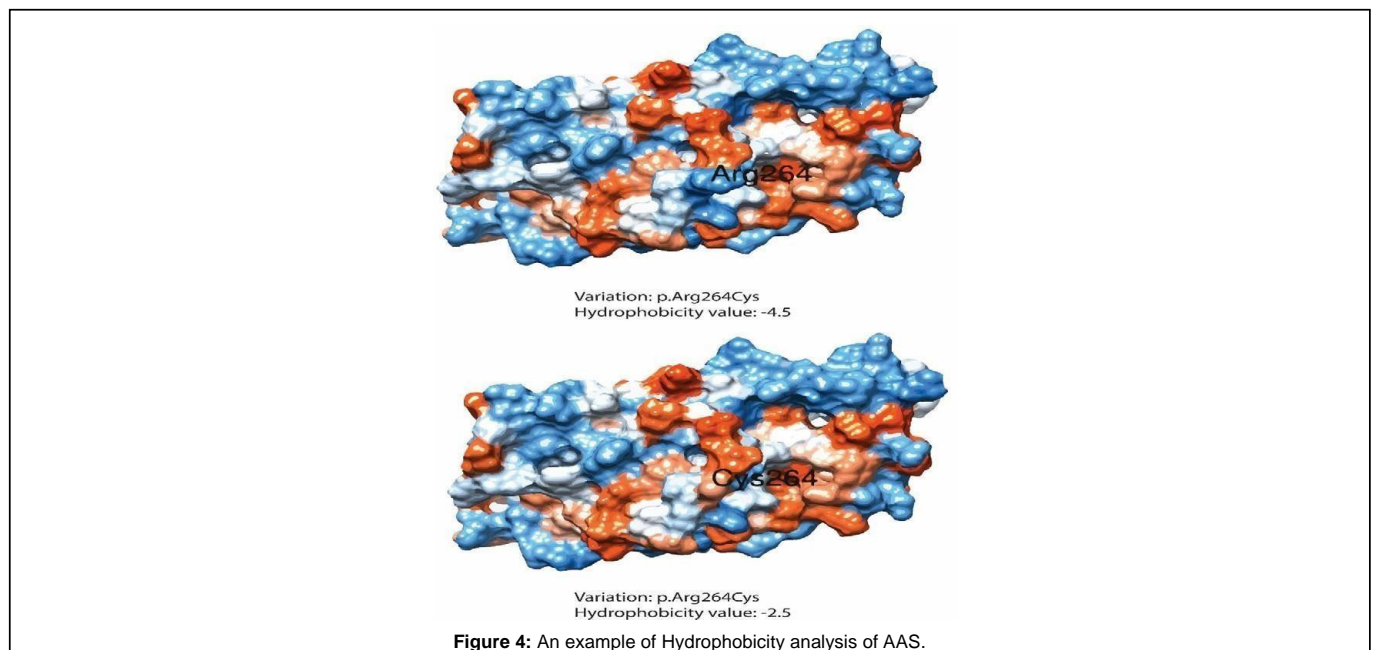 Arg264
Variation: p.Arg264Cys
Hydrophobicity value: -4.5
Cys264
Variation: p.Arg264Cys
Hydrophobicity value: -2.5
Figure 4: An example of Hydrophobicity analysis of AAS.